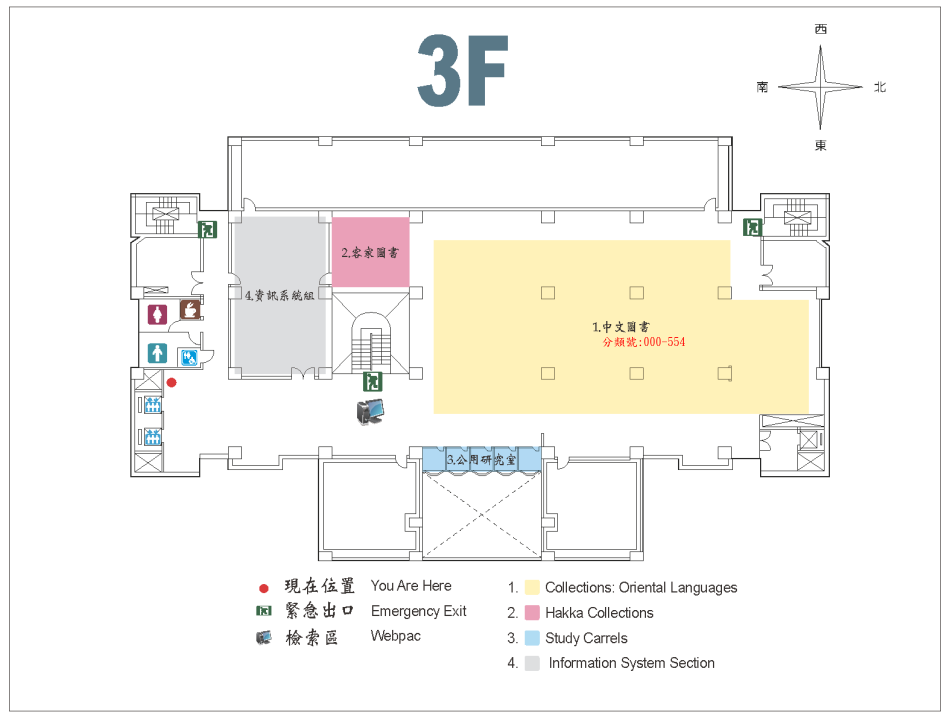 3F
西
南
北
東
2.客家圖書
4.資訊系統組
1.中文圖書
分類號:000-554
3.公用研究室
現在位置 You Are Here
緊急出口 Emergency Exit
檢索區 Webpac
1. Collections: Oriental Languages
2. Hakka Collections
3. Study Carrels
4. Information System Section